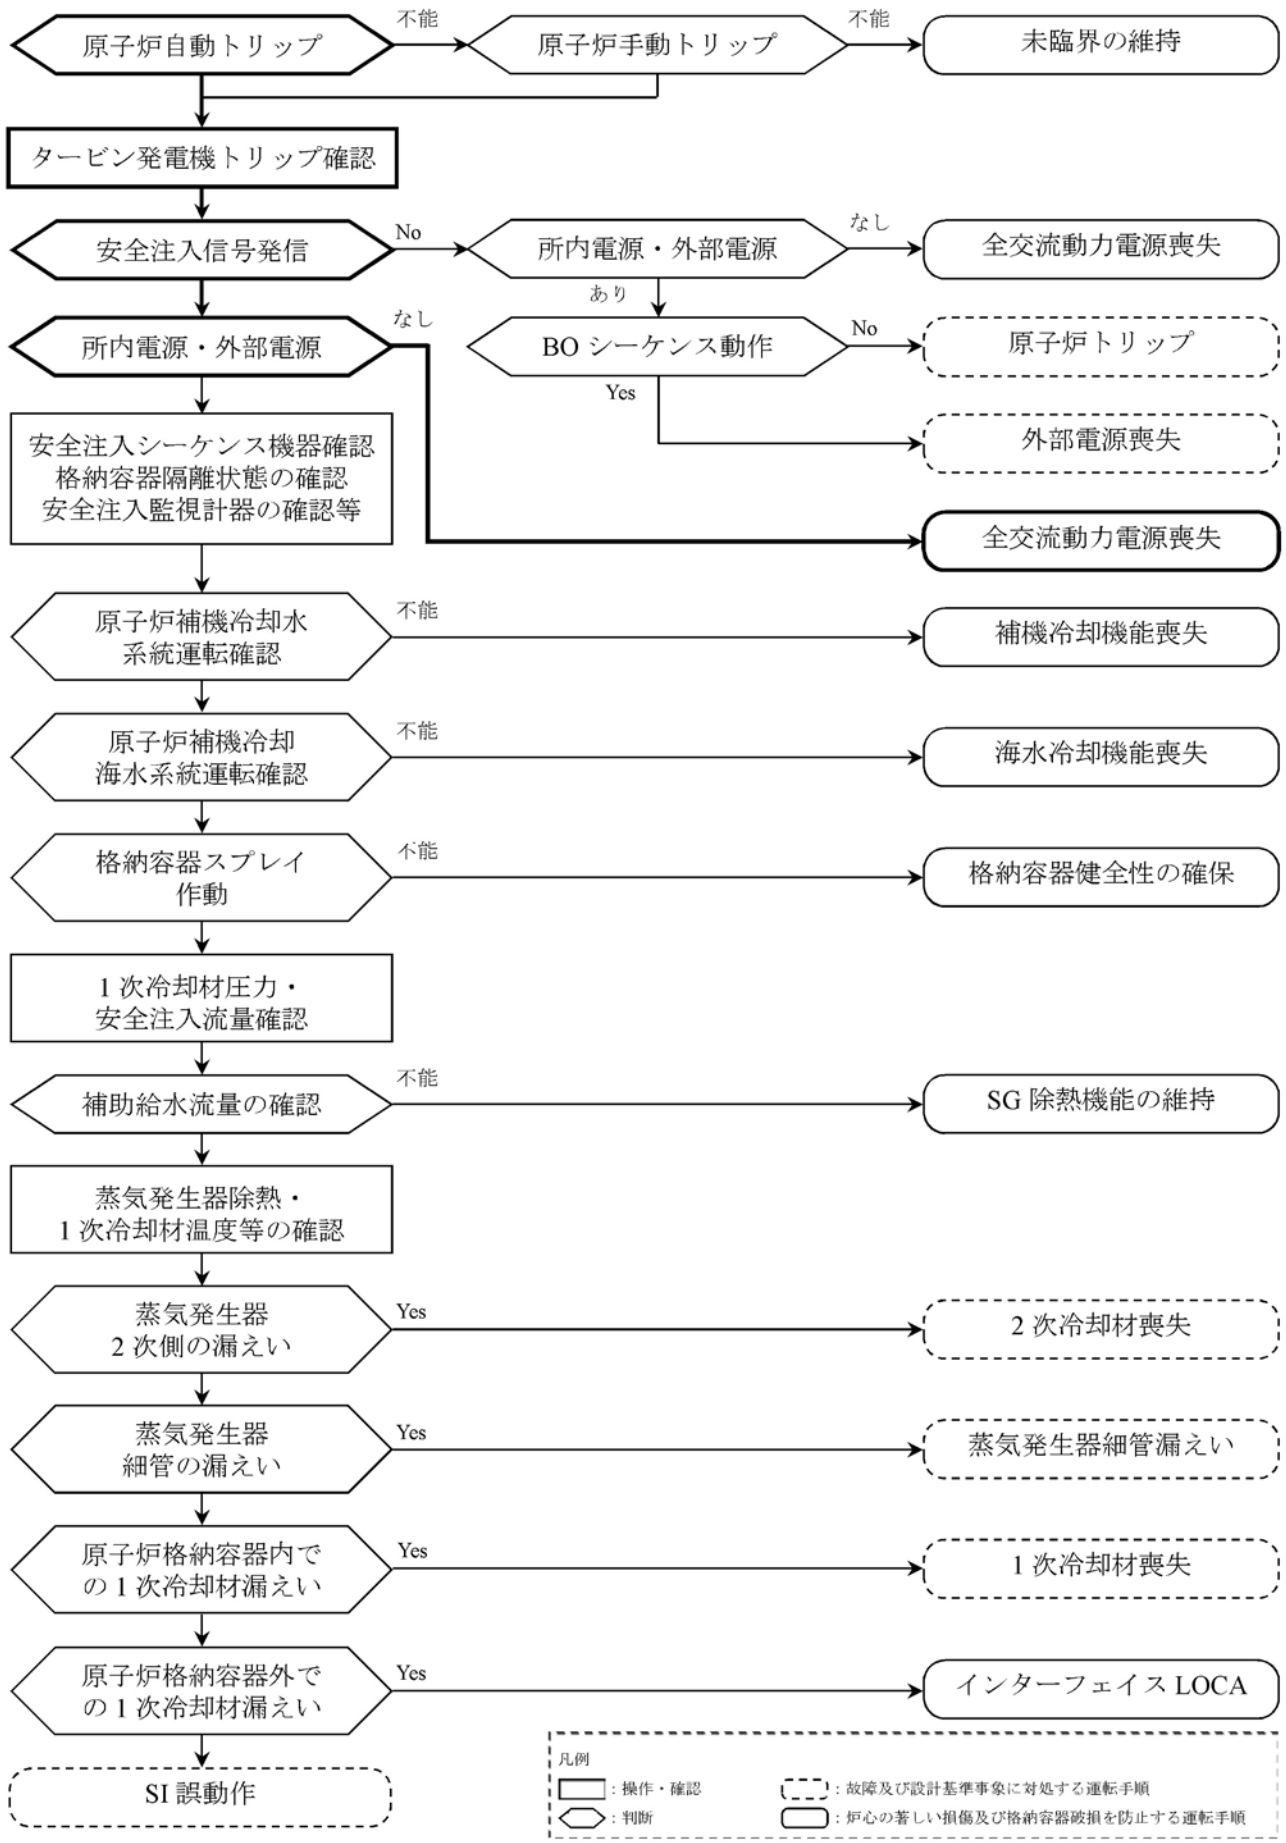 原子炉自動トリップ
不能
原子炉手動トリップ
不能
未臨界の維持
タービン発電機トリップ確認
安全注入信号発信
No
所内電源・外部電源
なし
全交流動力電源喪失
あり
所内電源・外部電源
なし
BO シーケンス動作
No
原子炉トリップ
Yes
外部電源喪失
安全注入シーケンス機器確認
格納容器隔離状態の確認
安全注入監視計器の確認等
全交流動力電源喪失
原子炉補機冷却水
系統運転確認
不能
補機冷却機能喪失
原子炉補機冷却
海水系統運転確認
不能
海水冷却機能喪失
格納容器スプレイ
作動
不能
格納容器健全性の確保
1 次冷却材圧力・
安全注入流量確認
補助給水流量の確認
不能
SG 除熱機能の維持
蒸気発生器除熱・
1 次冷却材温度等の確認
蒸気発生器
2 次側の漏えい
Yes
2 次冷却材喪失
蒸気発生器
細管の漏えい
Yes
蒸気発生器細管漏えい
原子炉格納容器内で
の 1 次冷却材漏えい
Yes
1 次冷却材喪失
原子炉格納容器外で
の 1 次冷却材漏えい
Yes
インターフェイス LOCA
SI 誤動作
凡例
：操作・確認
：故障及び設計基準事象に対処する運転手順
：判断
：炉心の著しい損傷及び格納容器破損を防止する運転手順